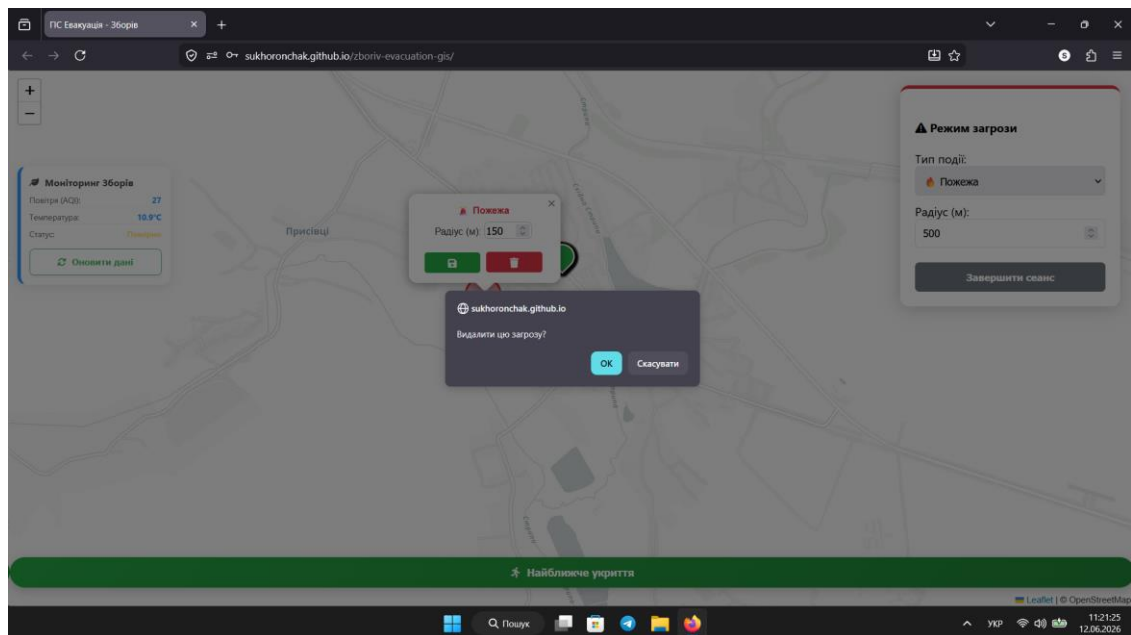 ГІС Евакуація - Зборів
sukhoronchak.github.io/zboriv-evacuation-gis/
S
+
−
Моніторинг Зборів
Повітря (AQI): 27
Температура: 10.9°C
Статус: Помірно
Оновити дані
Присівці
Пожежа
Радіус (м): 150
sukhoronchak.github.io
Видалити цю загрозу?
OK
Скасувати
Режим загрози
Тип події:
Пожежа
Радіус (м):
500
Завершити сеанс
Найближче укриття
Leaflet | © OpenStreetMap
Пошук
УКР
11:21:25
12.06.2026